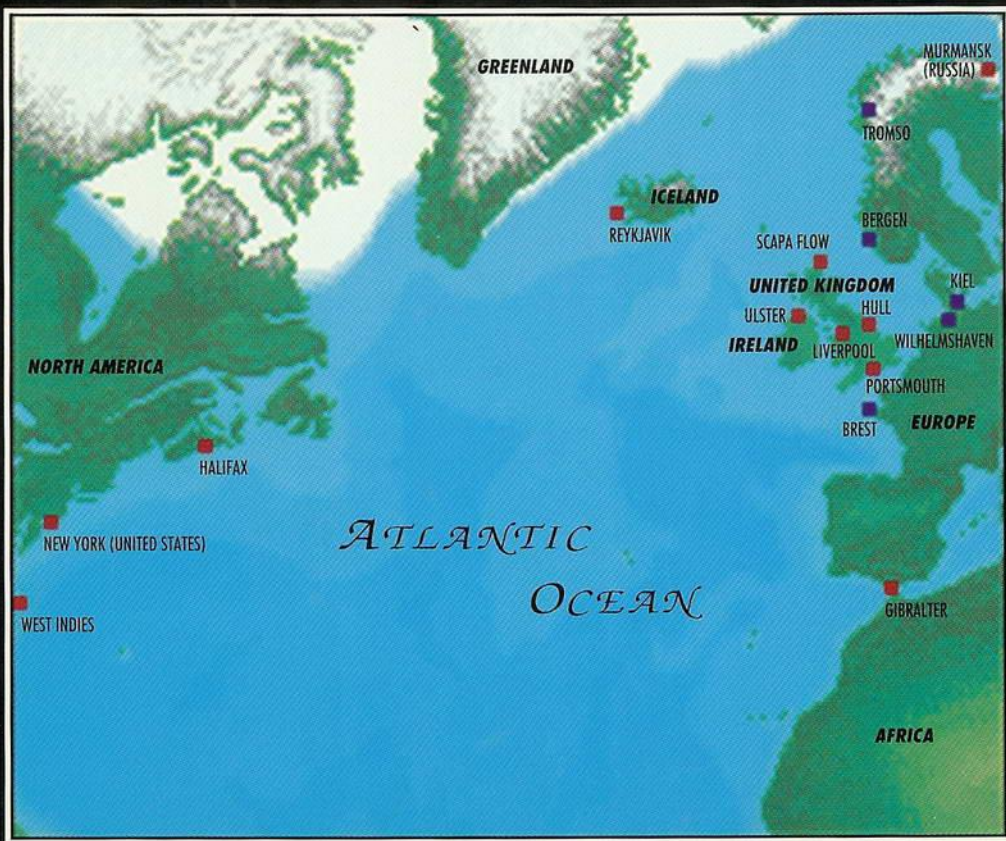 GREENLAND
MURMANSK
(RUSSIA)
TROMSO
ICELAND
REYKJAVIK
BERGEN
SCAPA FLOW
UNITED KINGDOM
KIEL
HULL
ULSTER
WILHELMSHAVEN
IRELAND
LIVERPOOL
NORTH AMERICA
PORTSMOUTH
BREST
EUROPE
HALIFAX
ATLANTIC
NEW YORK (UNITED STATES)
OCEAN
GIBRALTER
WEST INDIES
AFRICA